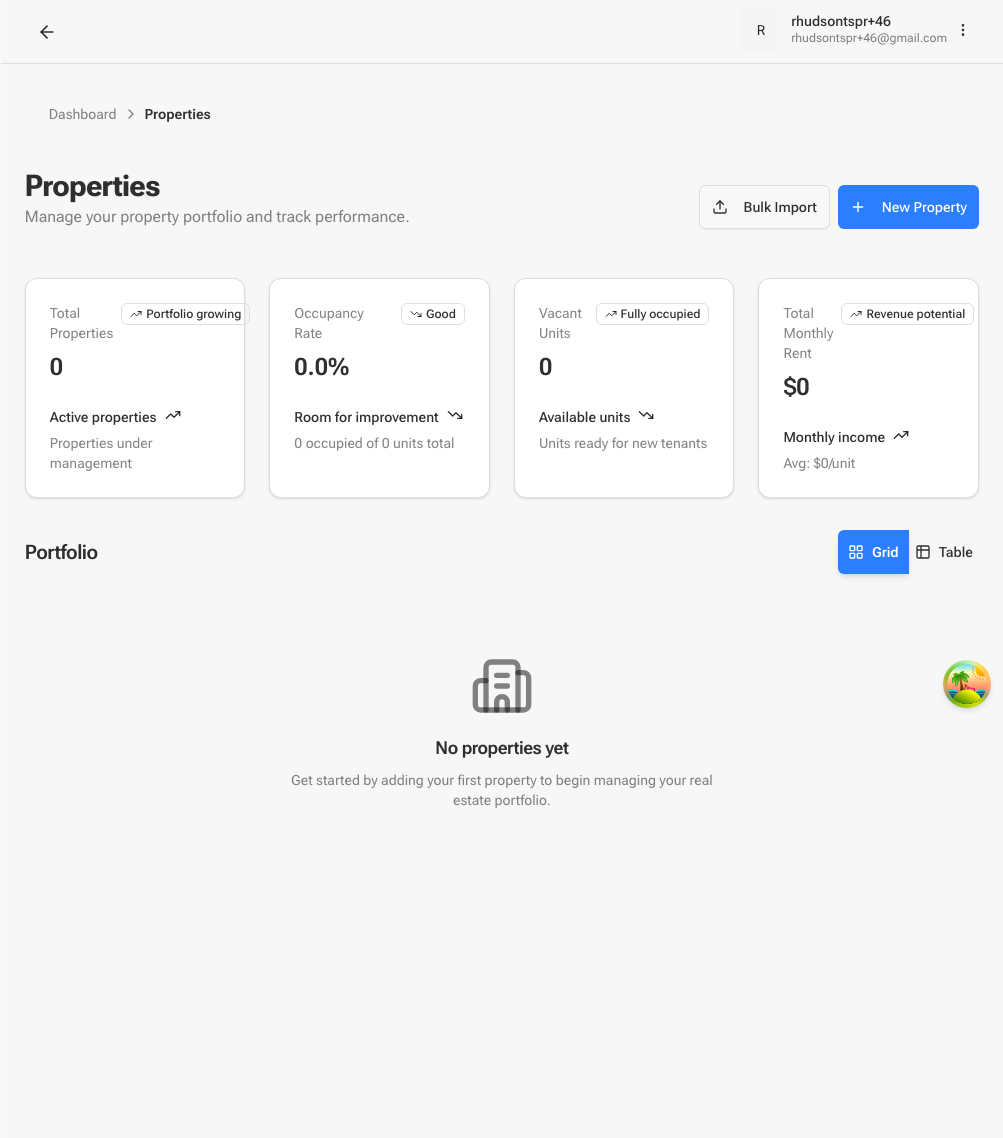 R
rhudsontspr+46
rhudsontspr+46@gmail.com
Dashboard
Properties
Properties
Manage your property portfolio and track performance.
Bulk Import
New Property
Total
Properties
Portfolio growing
0
Active properties
Properties under
management
Occupancy
Rate
Good
0.0%
Room for improvement
0 occupied of 0 units total
Vacant
Units
Fully occupied
0
Available units
Units ready for new tenants
Total
Monthly
Rent
Revenue potential
$0
Monthly income
Avg: $0/unit
Portfolio
Grid
Table
No properties yet
Get started by adding your first property to begin managing your real
estate portfolio.